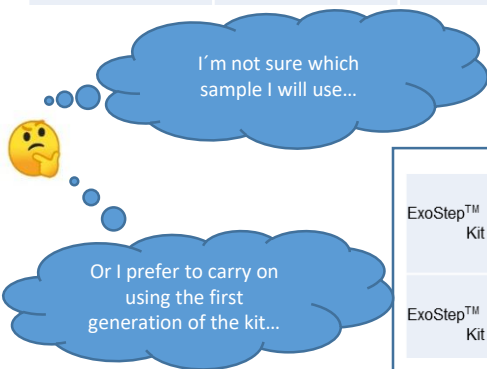 I´m not sure which
sample I will use…
ExoStep™
Kit
Or I prefer to carry on
using the first
generation of the kit…
ExoStep™
Kit